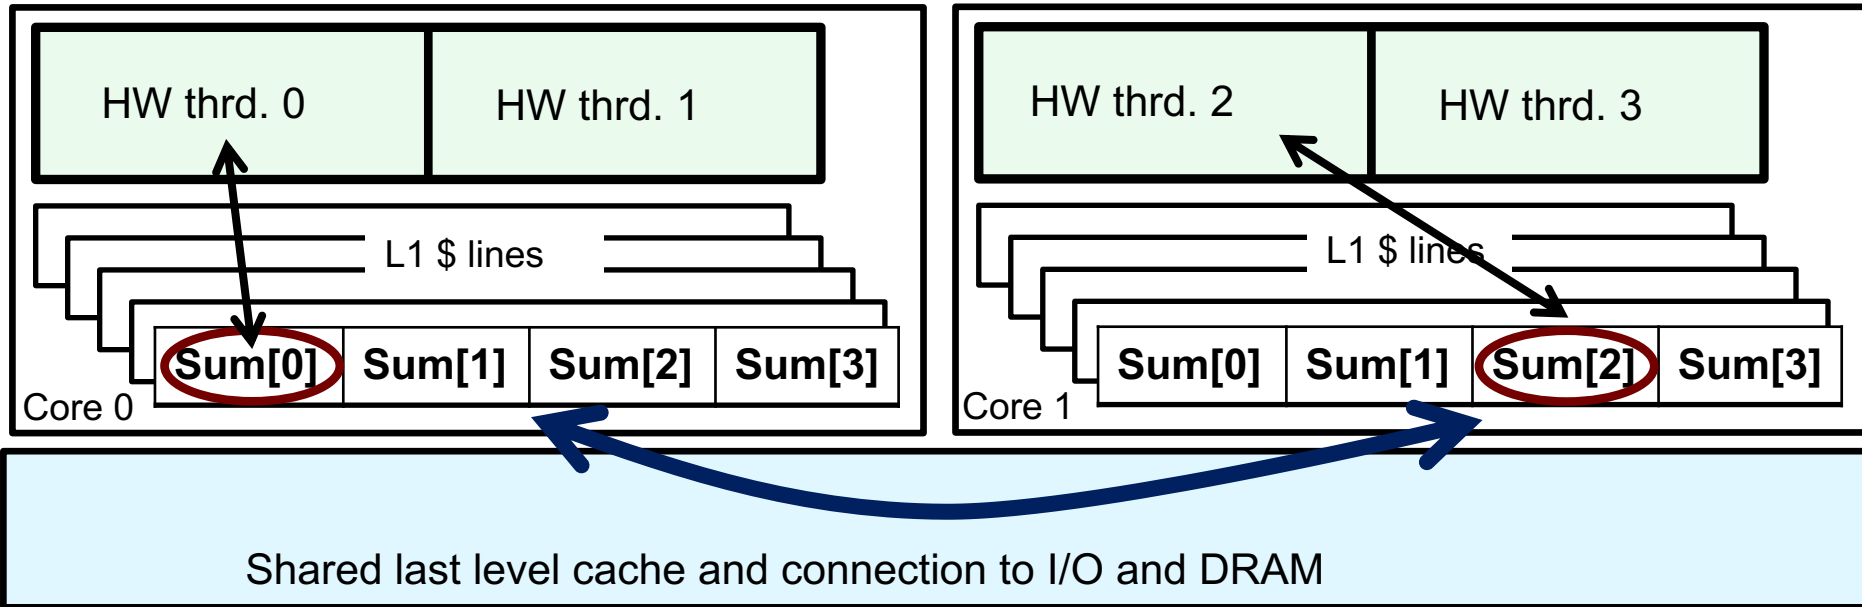 HW thrd. 0
HW thrd. 1
L1 $ lines
Sum[0] Sum[1] Sum[2] Sum[3]
Core 0
HW thrd. 2
HW thrd. 3
L1 $ lines
Sum[0] Sum[1] Sum[2] Sum[3]
Core 1
Shared last level cache and connection to I/O and DRAM